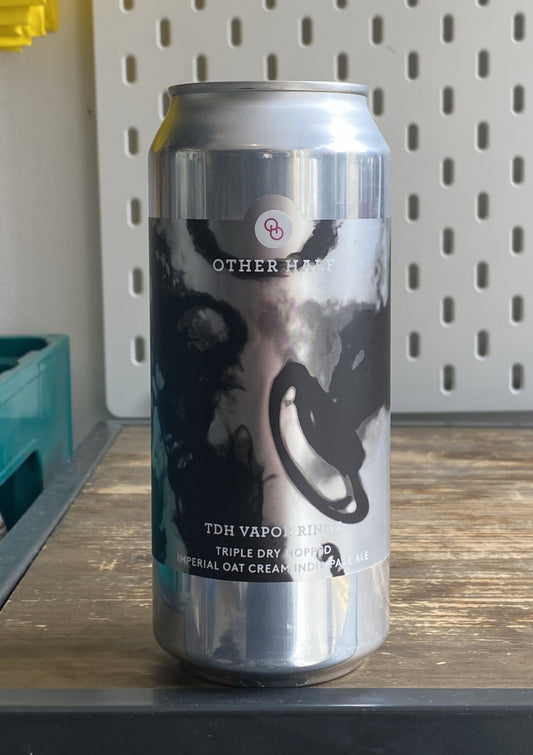 OTHER HALF
TDH VAPOR RINGS
TRIPLE DRY HOPPED
IMPERIAL OAT CREAM INDIA PALE ALE